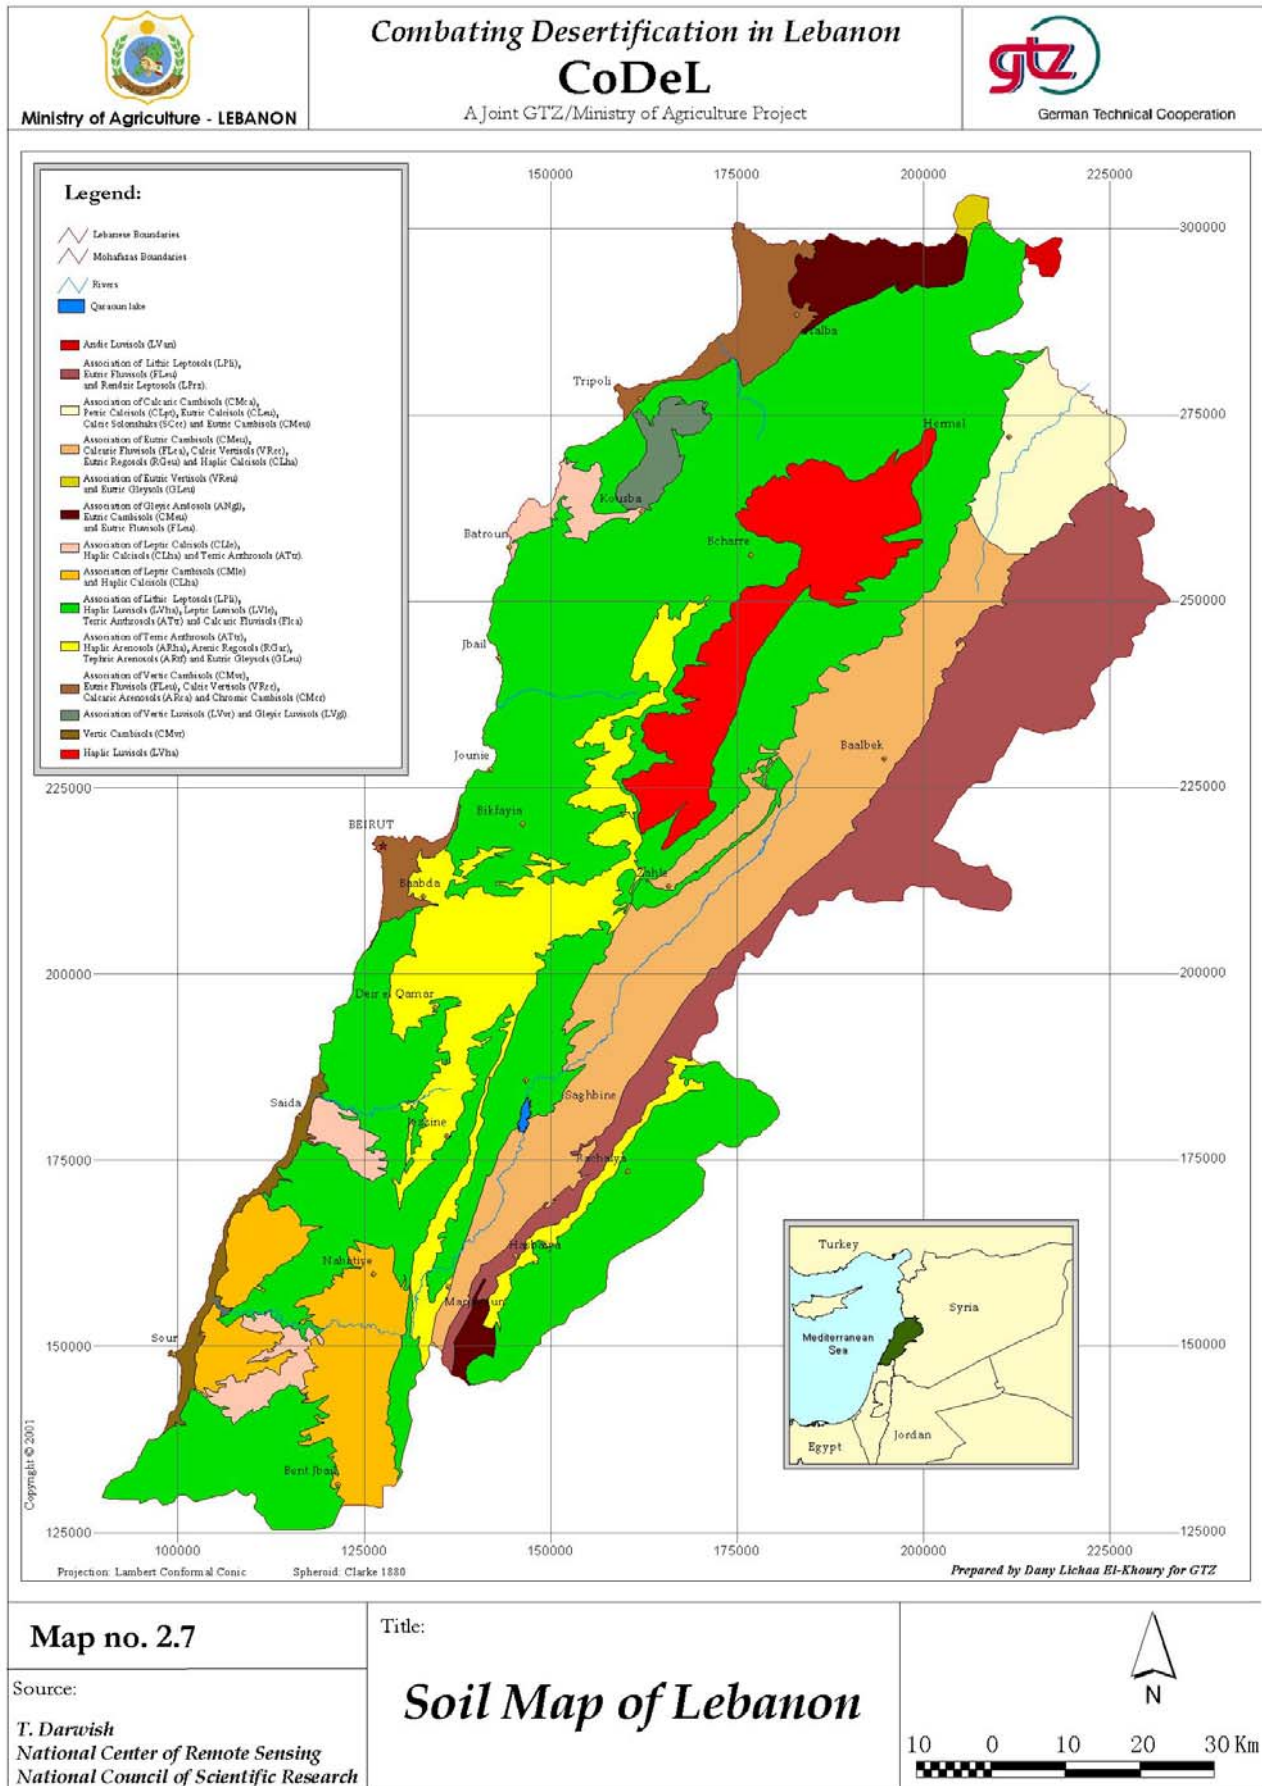 Ministry of Agriculture - LEBANON
Combating Desertification in Lebanon
CoDeL
A Joint GTZ/Ministry of Agriculture Project
gtz
German Technical Cooperation
Legend:
Lebanese Boundaries
Mohafazas Boundaries
Rivers
Qaraoun lake
Andic Luvisols (LVan)
Association of Lithic Leptosols (LPli),
Eutric Fluvisols (FLeu)
and Rendzic Leptosols (LPrz).
Association of Calcaric Cambisols (CMca),
Petric Calcisols (CLpt), Eutric Calcisols (CLeu),
Calcic Solonshaks (SCcc) and Eutric Cambisols (CMeu)
Association of Eutric Cambisols (CMeu),
Calcaric Fluvisols (FLca), Calcic Vertisols (VRcc),
Eutric Regosols (RGeu) and Haplic Calcisols (CLha)
Association of Eutric Vertisols (VReu)
and Eutric Gleysols (GLeu)
Association of Gleyic Andosols (ANgl),
Eutric Cambisols (CMeu)
and Eutric Fluvisols (FLeu).
Association of Leptic Calcisols (CLle),
Haplic Calcisols (CLha) and Terric Anthrosols (ATtr).
Association of Leptic Cambisols (CMle)
and Haplic Calcisols (CLha)
Association of Lithic Leptosols (LPli),
Haplic Luvisols (LVha), Leptic Luvisols (LVle),
Terric Anthrosols (ATtr) and Calcaric Fluvisols (Flca)
Association of Terric Anthrosols (ATtr),
Haplic Arenosols (ARha), Arenic Regosols (RGar),
Tephric Arenosols (ARtf) and Eutric Gleysols (GLeu)
Association of Vertic Cambisols (CMvr),
Eutric Fluvisols (FLeu), Calcic Vertisols (VRcc),
Calcaric Arenosols (ARca) and Chromic Cambisols (CMcr)
Association of Vertic Luvisols (LVvr) and Gleyic Luvisols (LVgl)
Vertic Cambisols (CMvr)
Haplic Luvisols (LVha)
150000 175000 200000 225000
300000
Halba
Tripoli
275000
Hermel
Kousba
Batroun
Bcharre
250000
Jbail
Baalbek
Jounie
225000 225000
Bikfayia
BEIRUT
Zahle
Baabda
200000 200000
Deir el Qamar
Saghbine
Saida
Jezzine
175000 175000
Rachaiya
Hasbaiya
Nabatiye
Marjayoun
Sour
150000 150000
Bent Jbail
125000 125000
100000 125000 150000 175000 200000 225000
Turkey
Syria
Mediterranean
Sea
Jordan
Egypt
Copyright © 2001
Projection: Lambert Conformal Conic Spheroid: Clarke 1880
Prepared by Dany Lichaa El-Khoury for GTZ
Map no. 2.7
Source:
T. Darwish
National Center of Remote Sensing
National Council of Scientific Research
Title:
Soil Map of Lebanon
N
10 0 10 20 30 Km